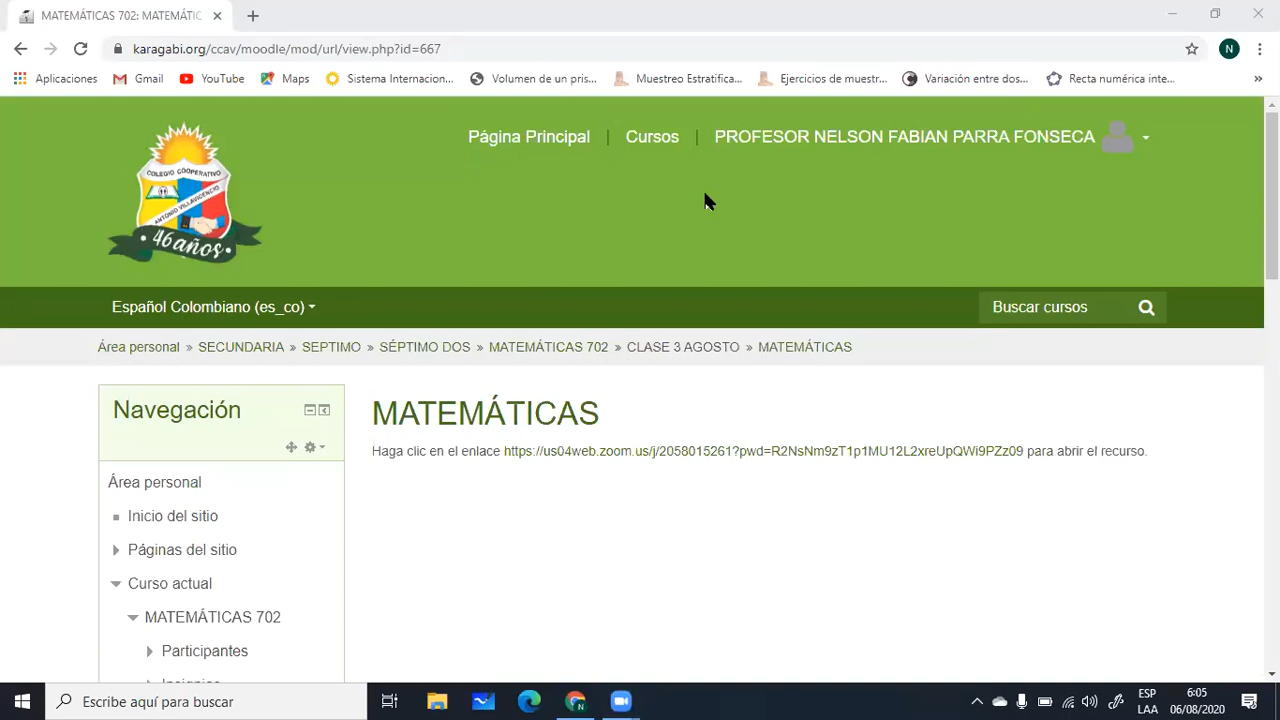 MATEMÁTICAS 702: MATEMÁTIC
karagabi.org/ccav/moodle/mod/url/view.php?id=667
N
Aplicaciones Gmail YouTube Maps Sistema Internacion... Volumen de un pris... Muestreo Estratifica... Ejercicios de muestr... Variación entre dos... Recta numérica inte... »
COLEGIO COOPERATIVO
ANTONIO VILLAVICENCIO
• 46 años •
Página Principal | Cursos | PROFESOR NELSON FABIAN PARRA FONSECA
Español Colombiano (es_co) Buscar cursos
Área personal » SECUNDARIA » SEPTIMO » SÉPTIMO DOS » MATEMÁTICAS 702 » CLASE 3 AGOSTO » MATEMÁTICAS
Navegación
MATEMÁTICAS
Haga clic en el enlace https://us04web.zoom.us/j/2058015261?pwd=R2NsNm9zT1p1MU12L2xreUpQWi9PZz09 para abrir el recurso.
Área personal
Inicio del sitio
Páginas del sitio
Curso actual
MATEMÁTICAS 702
Participantes
Insignias
Escribe aquí para buscar
ESP
LAA
6:05
06/08/2020